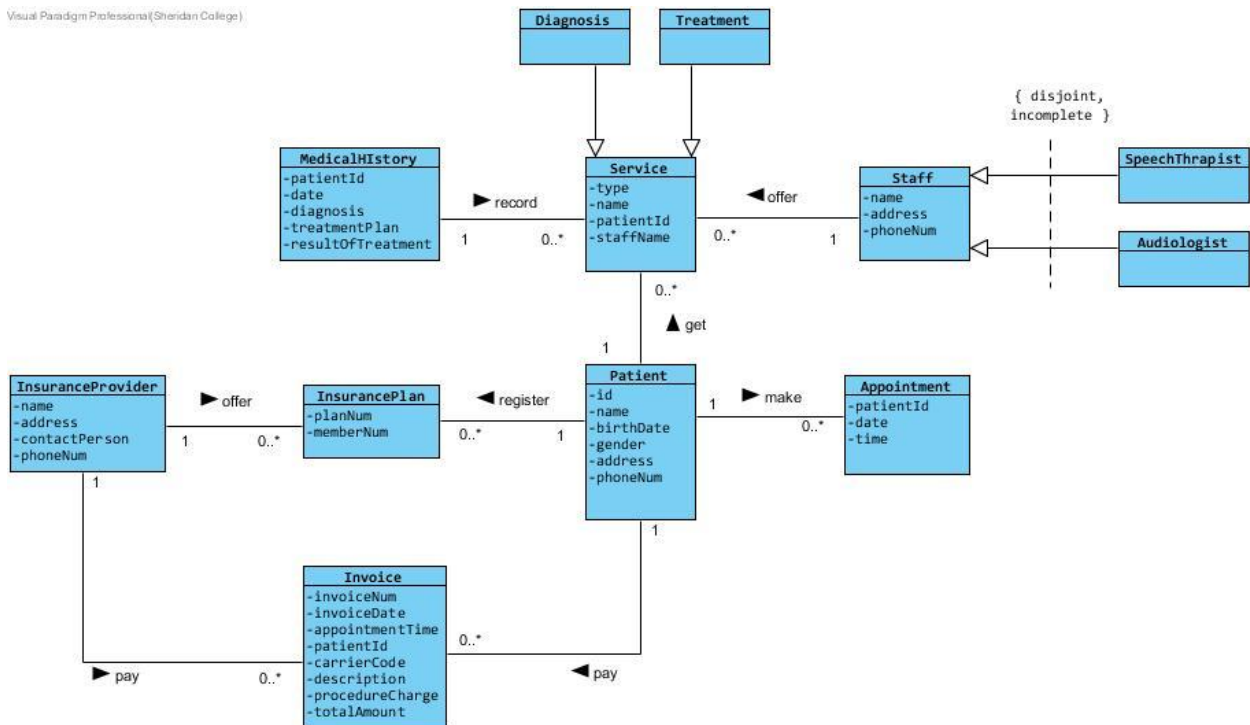 Visual Paradigm Professional(Sheridan College)
Diagnosis
Treatment
{ disjoint,
incomplete }
MedicalHIstory
-patientId
-date
-diagnosis
-treatmentPlan
-resultOfTreatment
record
1
0..*
Service
-type
-name
-patientId
-staffName
offer
0..*
1
Staff
-name
-address
-phoneNum
SpeechThrapist
Audiologist
0..*
get
1
InsuranceProvider
-name
-address
-contactPerson
-phoneNum
offer
1
0..*
InsurancePlan
-planNum
-memberNum
register
0..*
1
Patient
-id
-name
-birthDate
-gender
-address
-phoneNum
1
make
0..*
Appointment
-patientId
-date
-time
1
1
Invoice
-invoiceNum
-invoiceDate
-appointmentTime
-patientId
-carrierCode
-description
-procedureCharge
-totalAmount
0..*
pay
0..*
pay